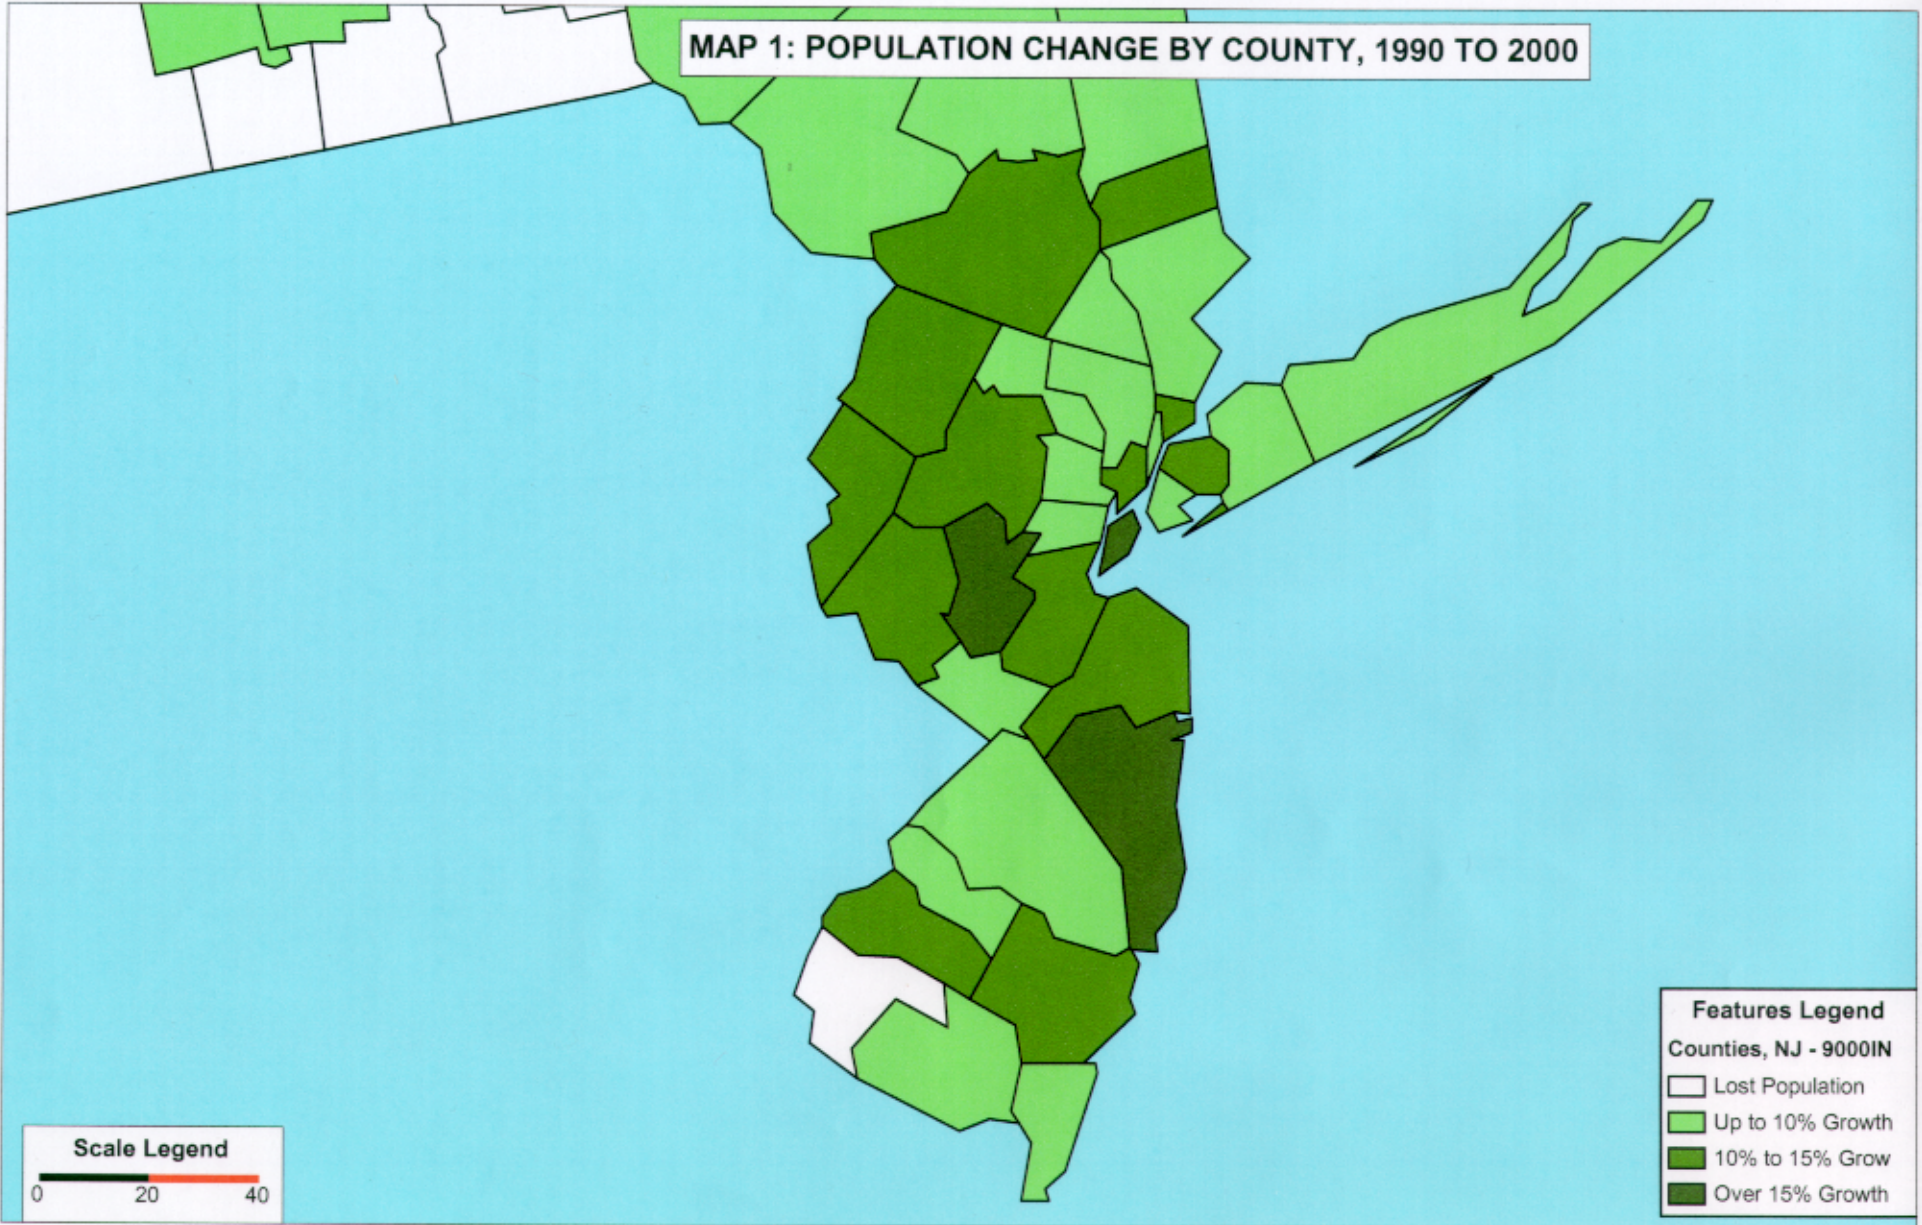 MAP 1: POPULATION CHANGE BY COUNTY, 1990 TO 2000
Features Legend
Counties, NJ - 9000IN
Lost Population
Up to 10% Growth
10% to 15% Grow
Over 15% Growth
Scale Legend
0 20 40